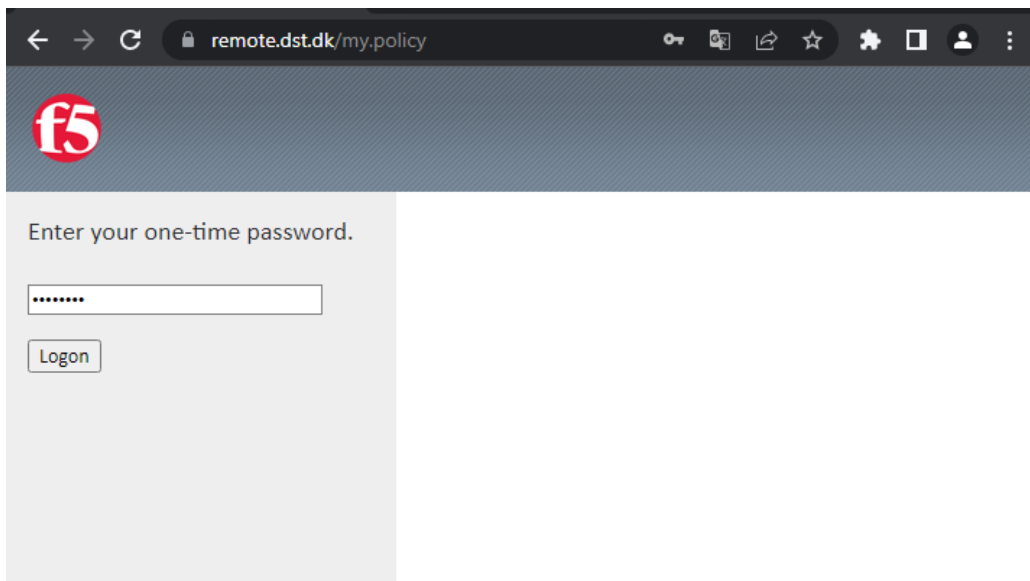 remote.dst.dk/my.policy
f5
Enter your one-time password.
••••••••
Logon